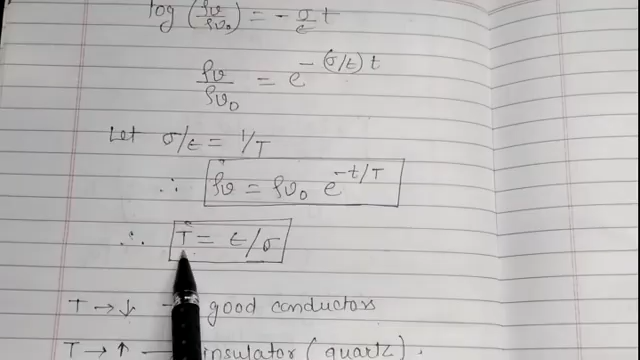 log (ρv/ρv₀) = - σ/ε t
ρv/ρv₀ = e^-(σ/ε) t
Let σ/ε = 1/T
∴ ρv = ρv₀ e^-t/T
∴ T = ε/σ
T → ↓ → good conductors
T → ↑ → insulator (quartz).